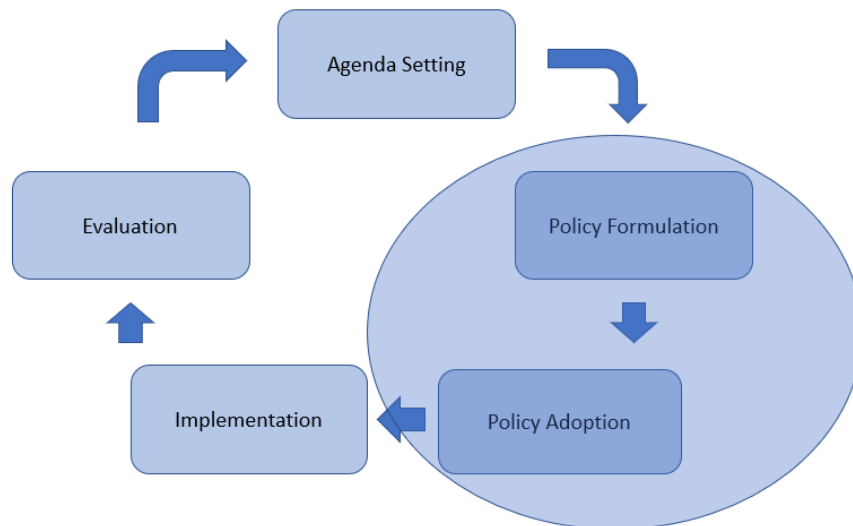 Agenda Setting
Policy Formulation
Policy Adoption
Implementation
Evaluation